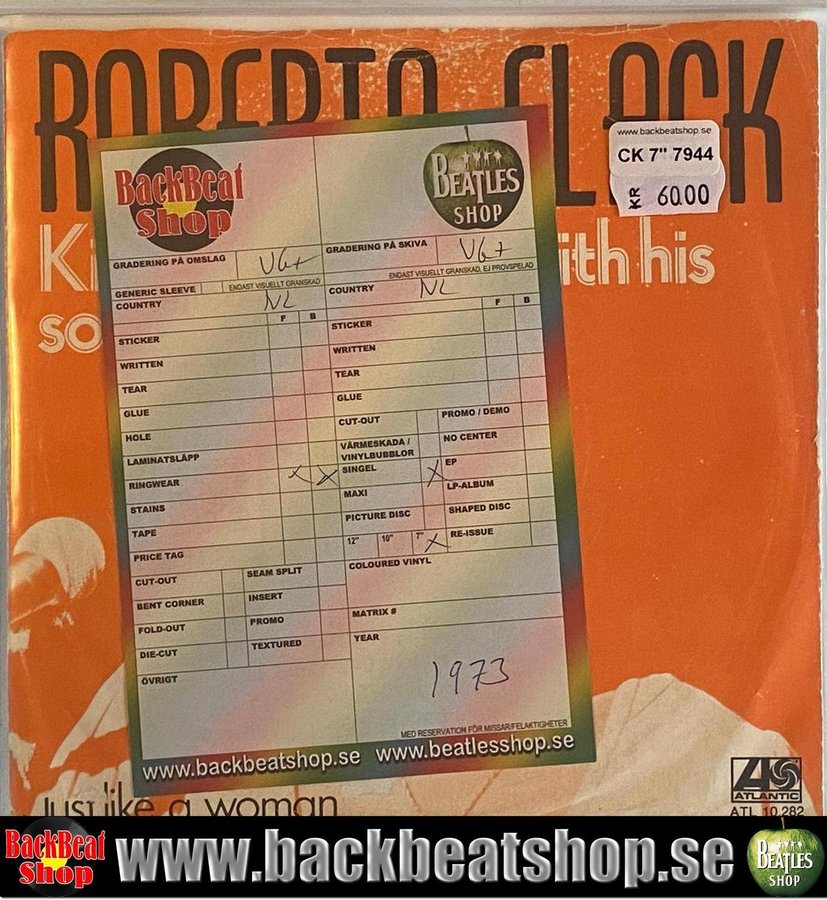 ROBERTA FLACK
www.backbeatshop.se
CK 7" 7944
KR 60.00
Ki
ith his
so
BackBeat
Shop
BEATLES
SHOP
GRADERING PÅ OMSLAG VG+
GRADERING PÅ SKIVA VG+
ENDAST VISUELLT GRANSKAD
ENDAST VISUELLT GRANSKAD, EJ PROVSPELAD
GENERIC SLEEVE
COUNTRY NL
F B
STICKER
WRITTEN
TEAR
GLUE
HOLE
LAMINATSLÄPP
RINGWEAR X X
STAINS
TAPE
PRICE TAG
CUT-OUT
SEAM SPLIT
BENT CORNER
INSERT
FOLD-OUT
PROMO
DIE-CUT
TEXTURED
ÖVRIGT
COUNTRY NL
F B
STICKER
WRITTEN
TEAR
GLUE
CUT-OUT
PROMO / DEMO
VÄRMESKADA /
VINYLBUBBLOR
NO CENTER
SINGEL X
EP
MAXI
LP-ALBUM
PICTURE DISC
SHAPED DISC
12" 10" 7" X
RE-ISSUE
COLOURED VINYL
MATRIX #
YEAR
1973
MED RESERVATION FÖR MISSAR/FELAKTIGHETER
www.backbeatshop.se www.beatlesshop.se
Just like a woman
ATLANTIC
ATL 10.282
BackBeat
Shop
www.backbeatshop.se
BEATLES
SHOP